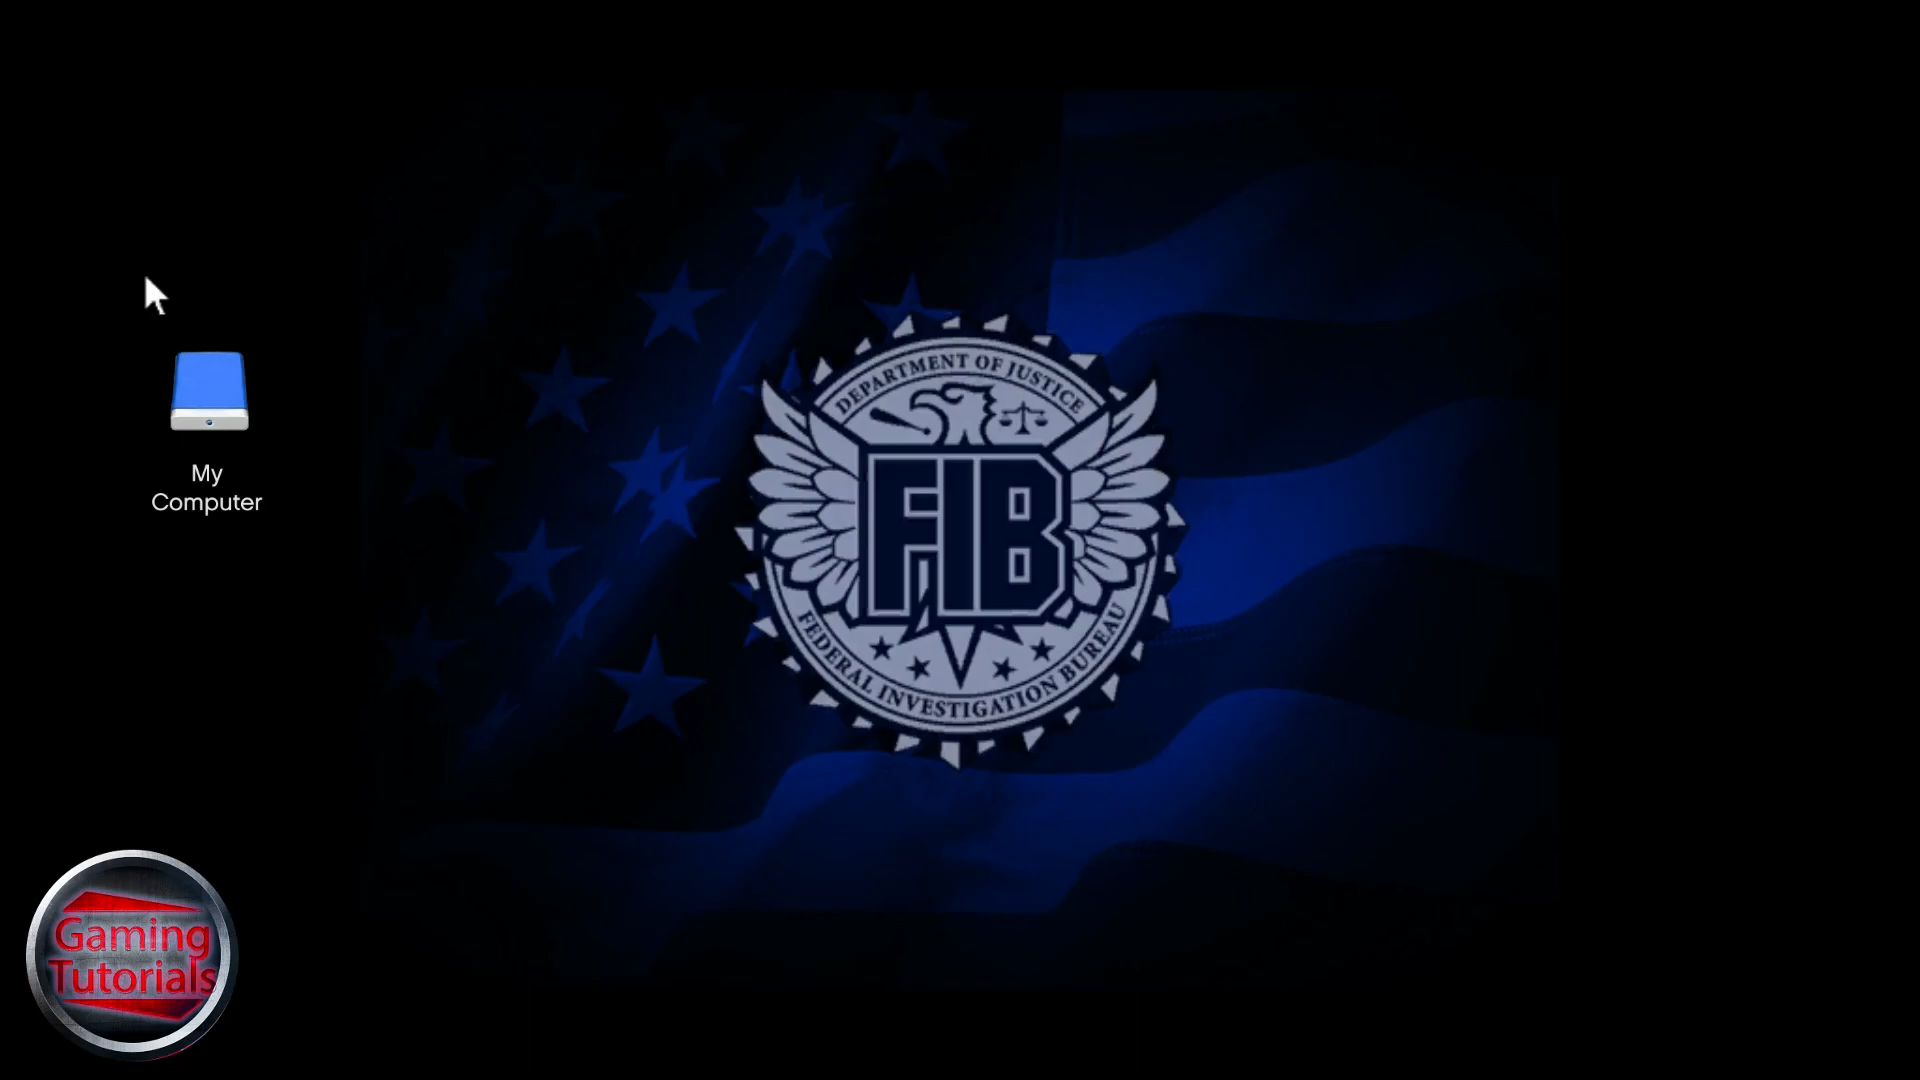 DEPARTMENT OF JUSTICE
FIB
FEDERAL INVESTIGATION BUREAU
My
Computer
Gaming
Tutorials